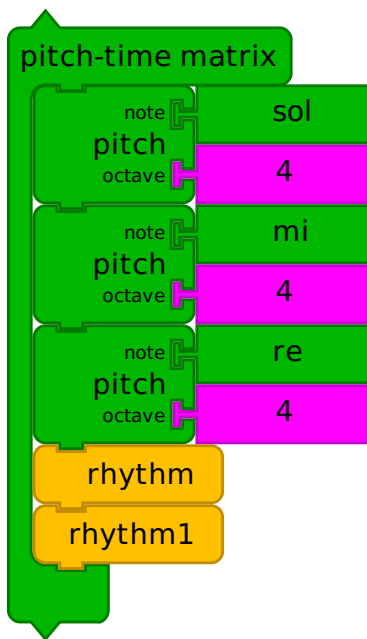 pitch-time matrix
note sol
pitch
octave 4
note mi
pitch
octave 4
note re
pitch
octave 4
rhythm
rhythm1